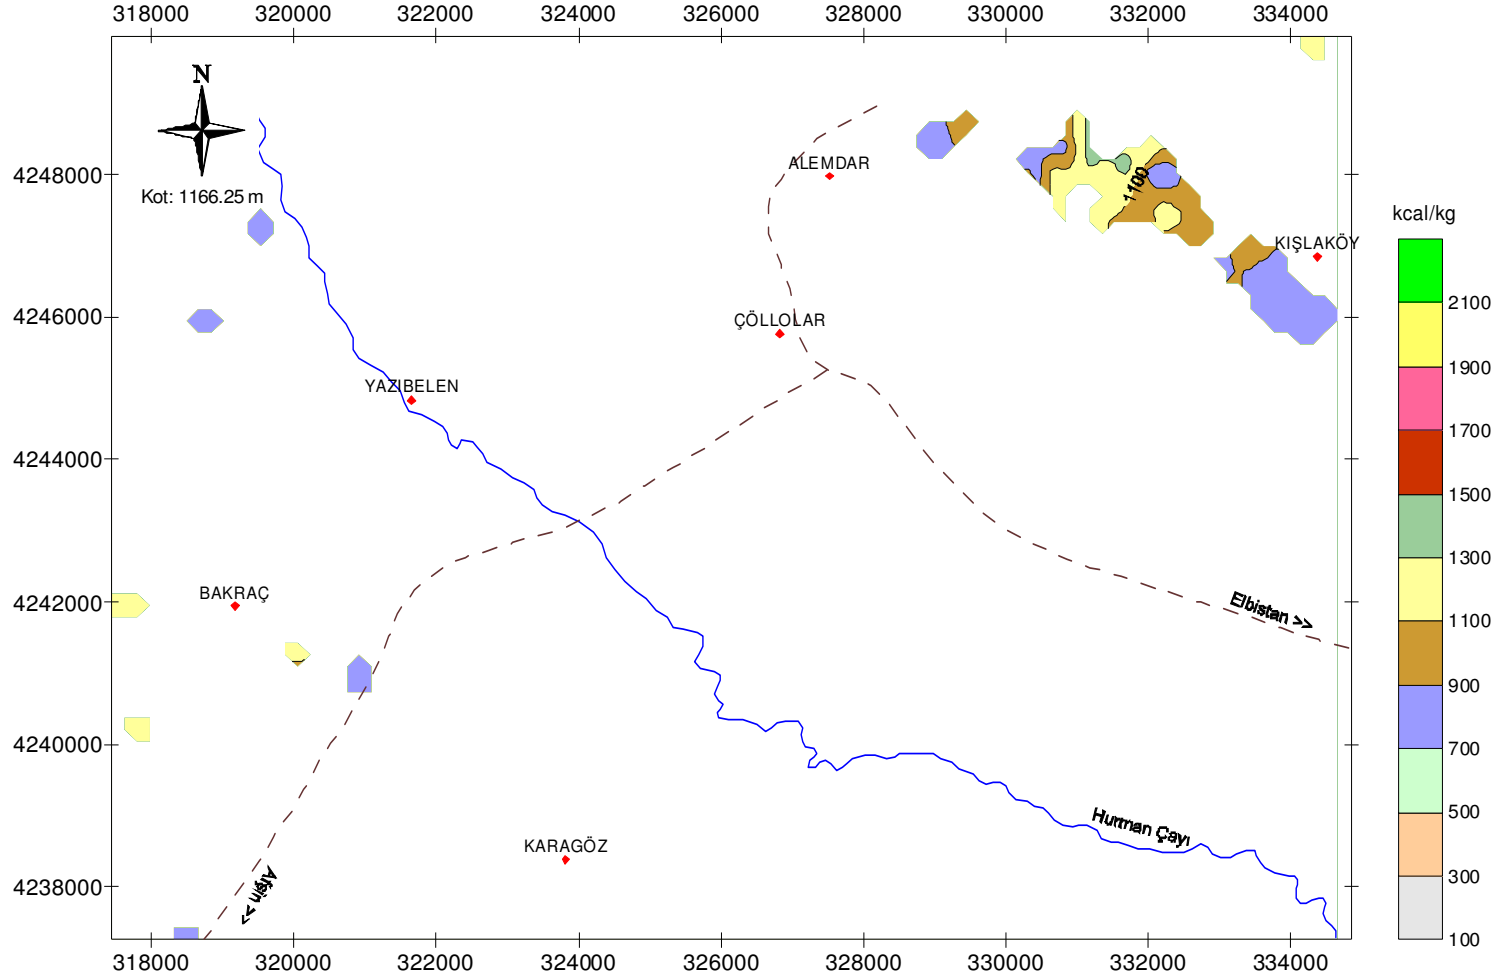 318000 320000 322000 324000 326000 328000 330000 332000 334000
N
4248000
ALEMDAR
1100
Kot: 1166.25 m
kcal/kg
KIŞLAKÖY
4246000
ÇÖLLOLAR
2100
YAZIBELEN
1900
4244000
1700
1500
1300
4242000
BAKRAÇ
Elbistan >>
1100
900
4240000
700
Hurman Çayı
500
KARAGÖZ
4238000
Afşin >>
300
100
318000 320000 322000 324000 326000 328000 330000 332000 334000